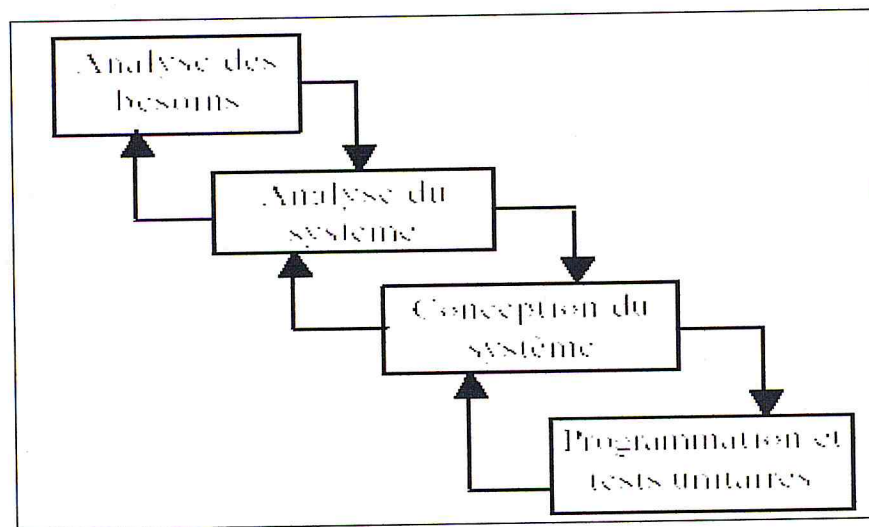 Analyse des
besoins
Analyse du
système
Conception du
système
Programmation et
tests unitaires